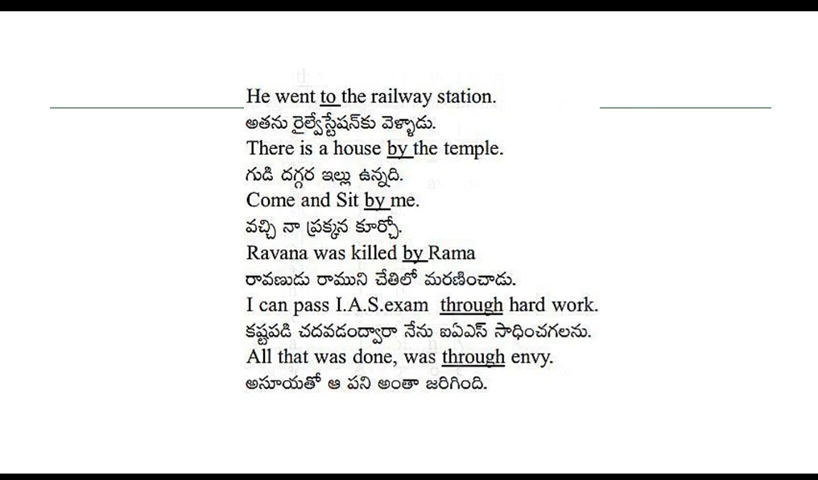 He went to the railway station.
అతను రైల్వేస్టేషన్‌కు వెళ్ళాడు.
There is a house by the temple.
గుడి దగ్గర ఇల్లు ఉన్నది.
Come and Sit by me.
వచ్చి నా ప్రక్కన కూర్చో.
Ravana was killed by Rama
రావణుడు రాముని చేతిలో మరణించాడు.
I can pass I.A.S.exam through hard work.
కష్టపడి చదవడంద్వారా నేను ఐఏఎస్ సాధించగలను.
All that was done, was through envy.
అసూయతో ఆ పని అంతా జరిగింది.